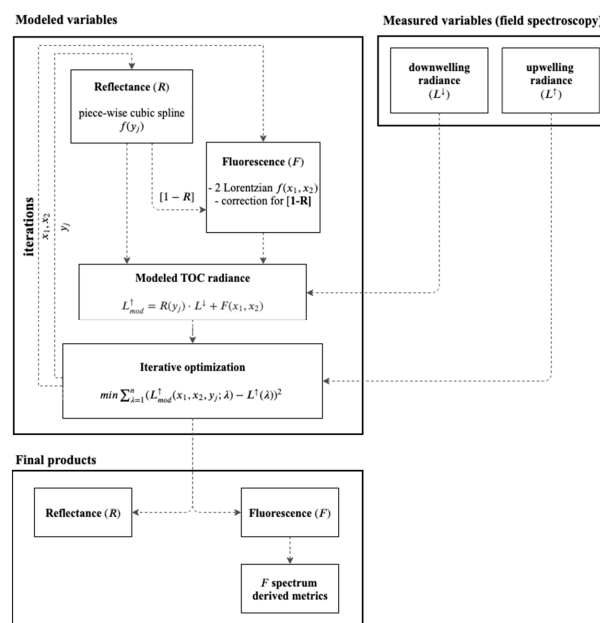 Modeled variables
Measured variables (field spectroscopy)
Reflectance (R)
piece-wise cubic spline
f(yⱼ)
downwelling
radiance
(L↓)
upwelling
radiance
(L↑)
Fluorescence (F)
- 2 Lorentzian f(x₁, x₂)
- correction for [1-R]
[1 − R]
iterations
x₁, x₂
yⱼ
Modeled TOC radiance
L↑mod = R(yⱼ) · L↓ + F(x₁, x₂)
Iterative optimization
min ∑ⁿλ=1(L↑mod(x₁, x₂, yⱼ; λ) − L↑(λ))²
Final products
Reflectance (R)
Fluorescence (F)
F spectrum
derived metrics